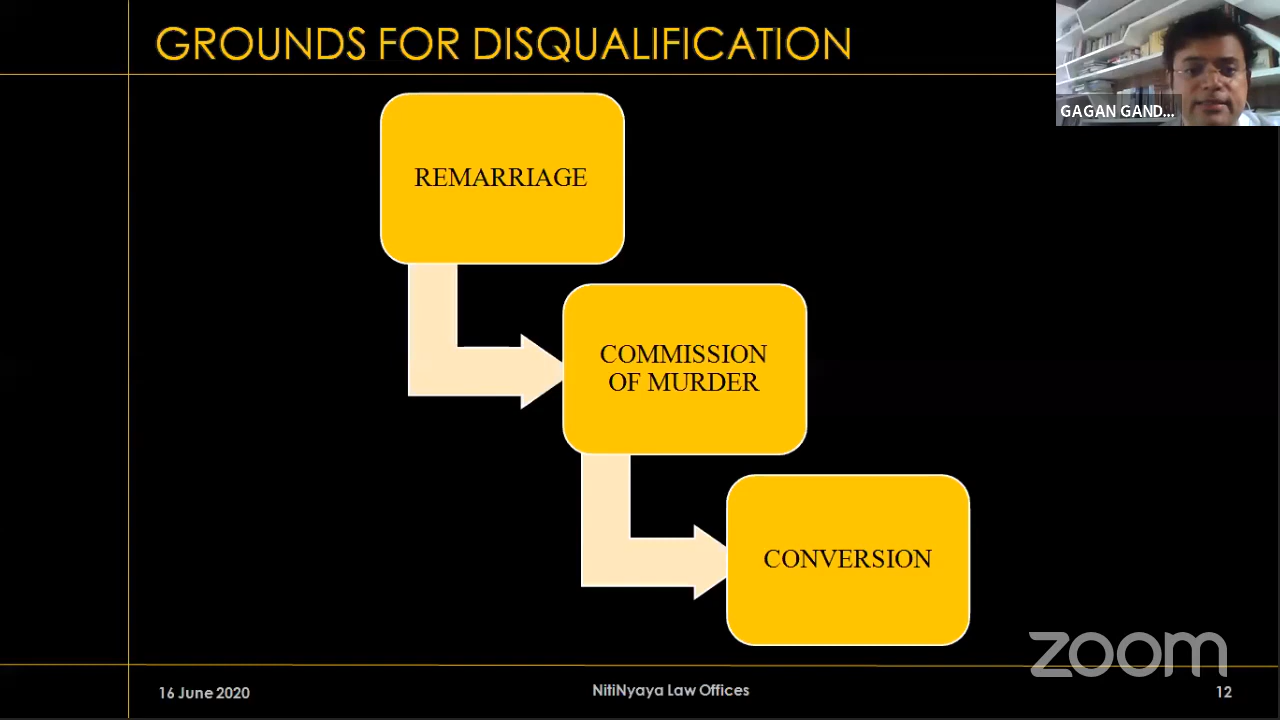 GROUNDS FOR DISQUALIFICATION
GAGAN GAND...
REMARRIAGE
COMMISSION
OF MURDER
CONVERSION
zoom
16 June 2020
NitiNyaya Law Offices
12